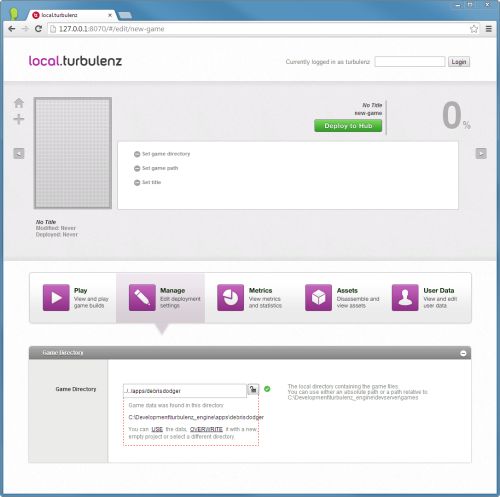 local.turbulenz
127.0.0.1:8070/#/edit/new-game
local.turbulenz
Currently logged in as turbulenz
Login
No Title
new-game
Deploy to Hub
0%
Set game directory
Set game path
Set title
No Title
Modified: Never
Deployed: Never
Play
View and play
game builds
Manage
Edit deployment
settings
Metrics
View metrics
and statistics
Assets
Disassemble and
view assets
User Data
View and edit
user data
Game Directory
Game Directory
../../apps/debrisdodger
The local directory containing the game files
You can use either an absolute path or a path relative to
C:\Development\turbulenz_engine\devserver\games
Game data was found in this directory
C:\Development\turbulenz_engine\apps\debrisdodger
You can USE the data, OVERWRITE it with a new
empty project or select a different directory